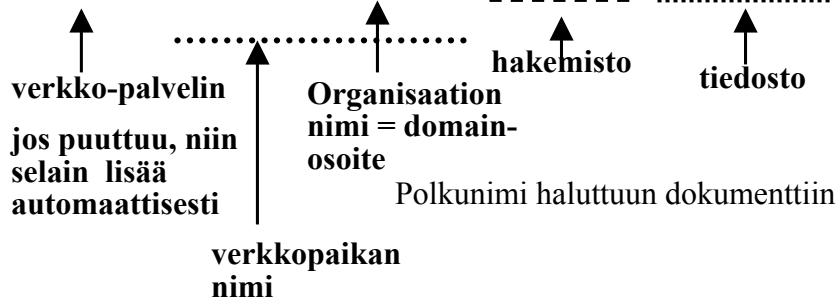 verkko-palvelin
jos puuttuu, niin
selain lisää
automaattisesti
verkkopaikan
nimi
Organisaation
nimi = domain-
osoite
hakemisto
tiedosto
Polkunimi haluttuun dokumenttiin